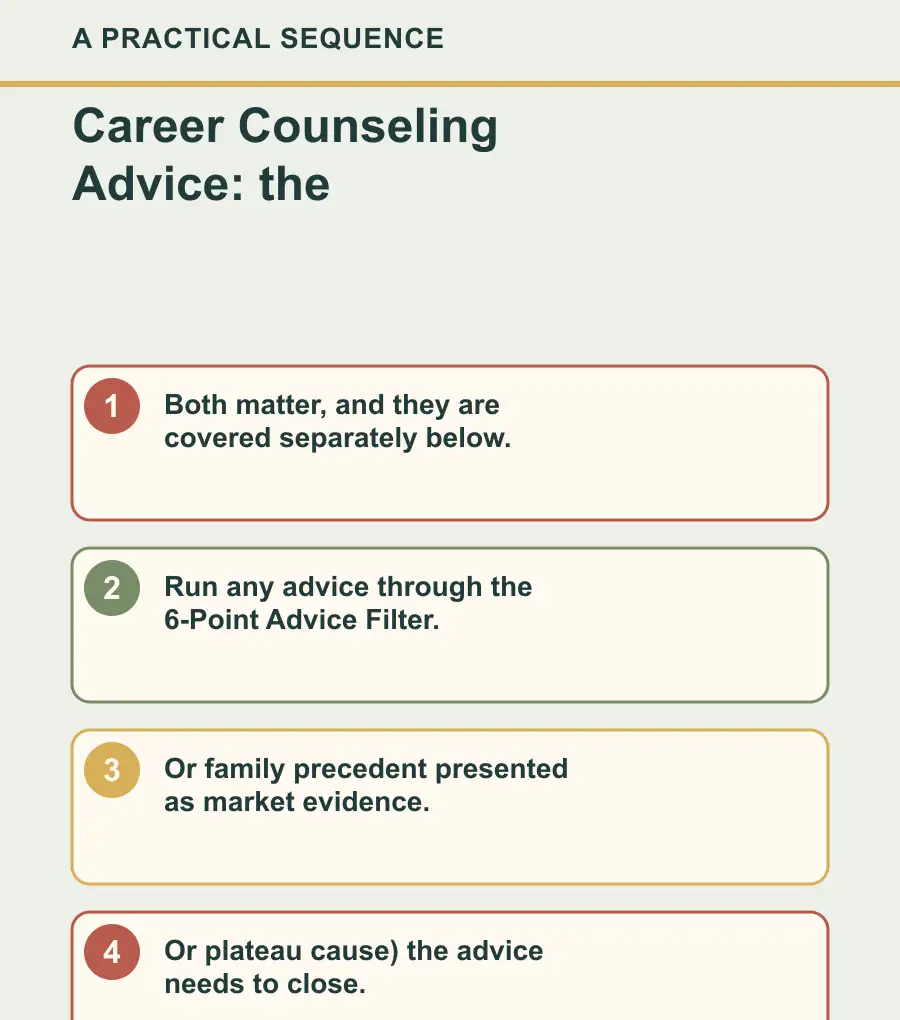 A PRACTICAL SEQUENCE
Career Counseling
Advice: the
1
Both matter, and they are
covered separately below.
2
Run any advice through the
6-Point Advice Filter.
3
Or family precedent presented
as market evidence.
4
Or plateau cause) the advice
needs to close.